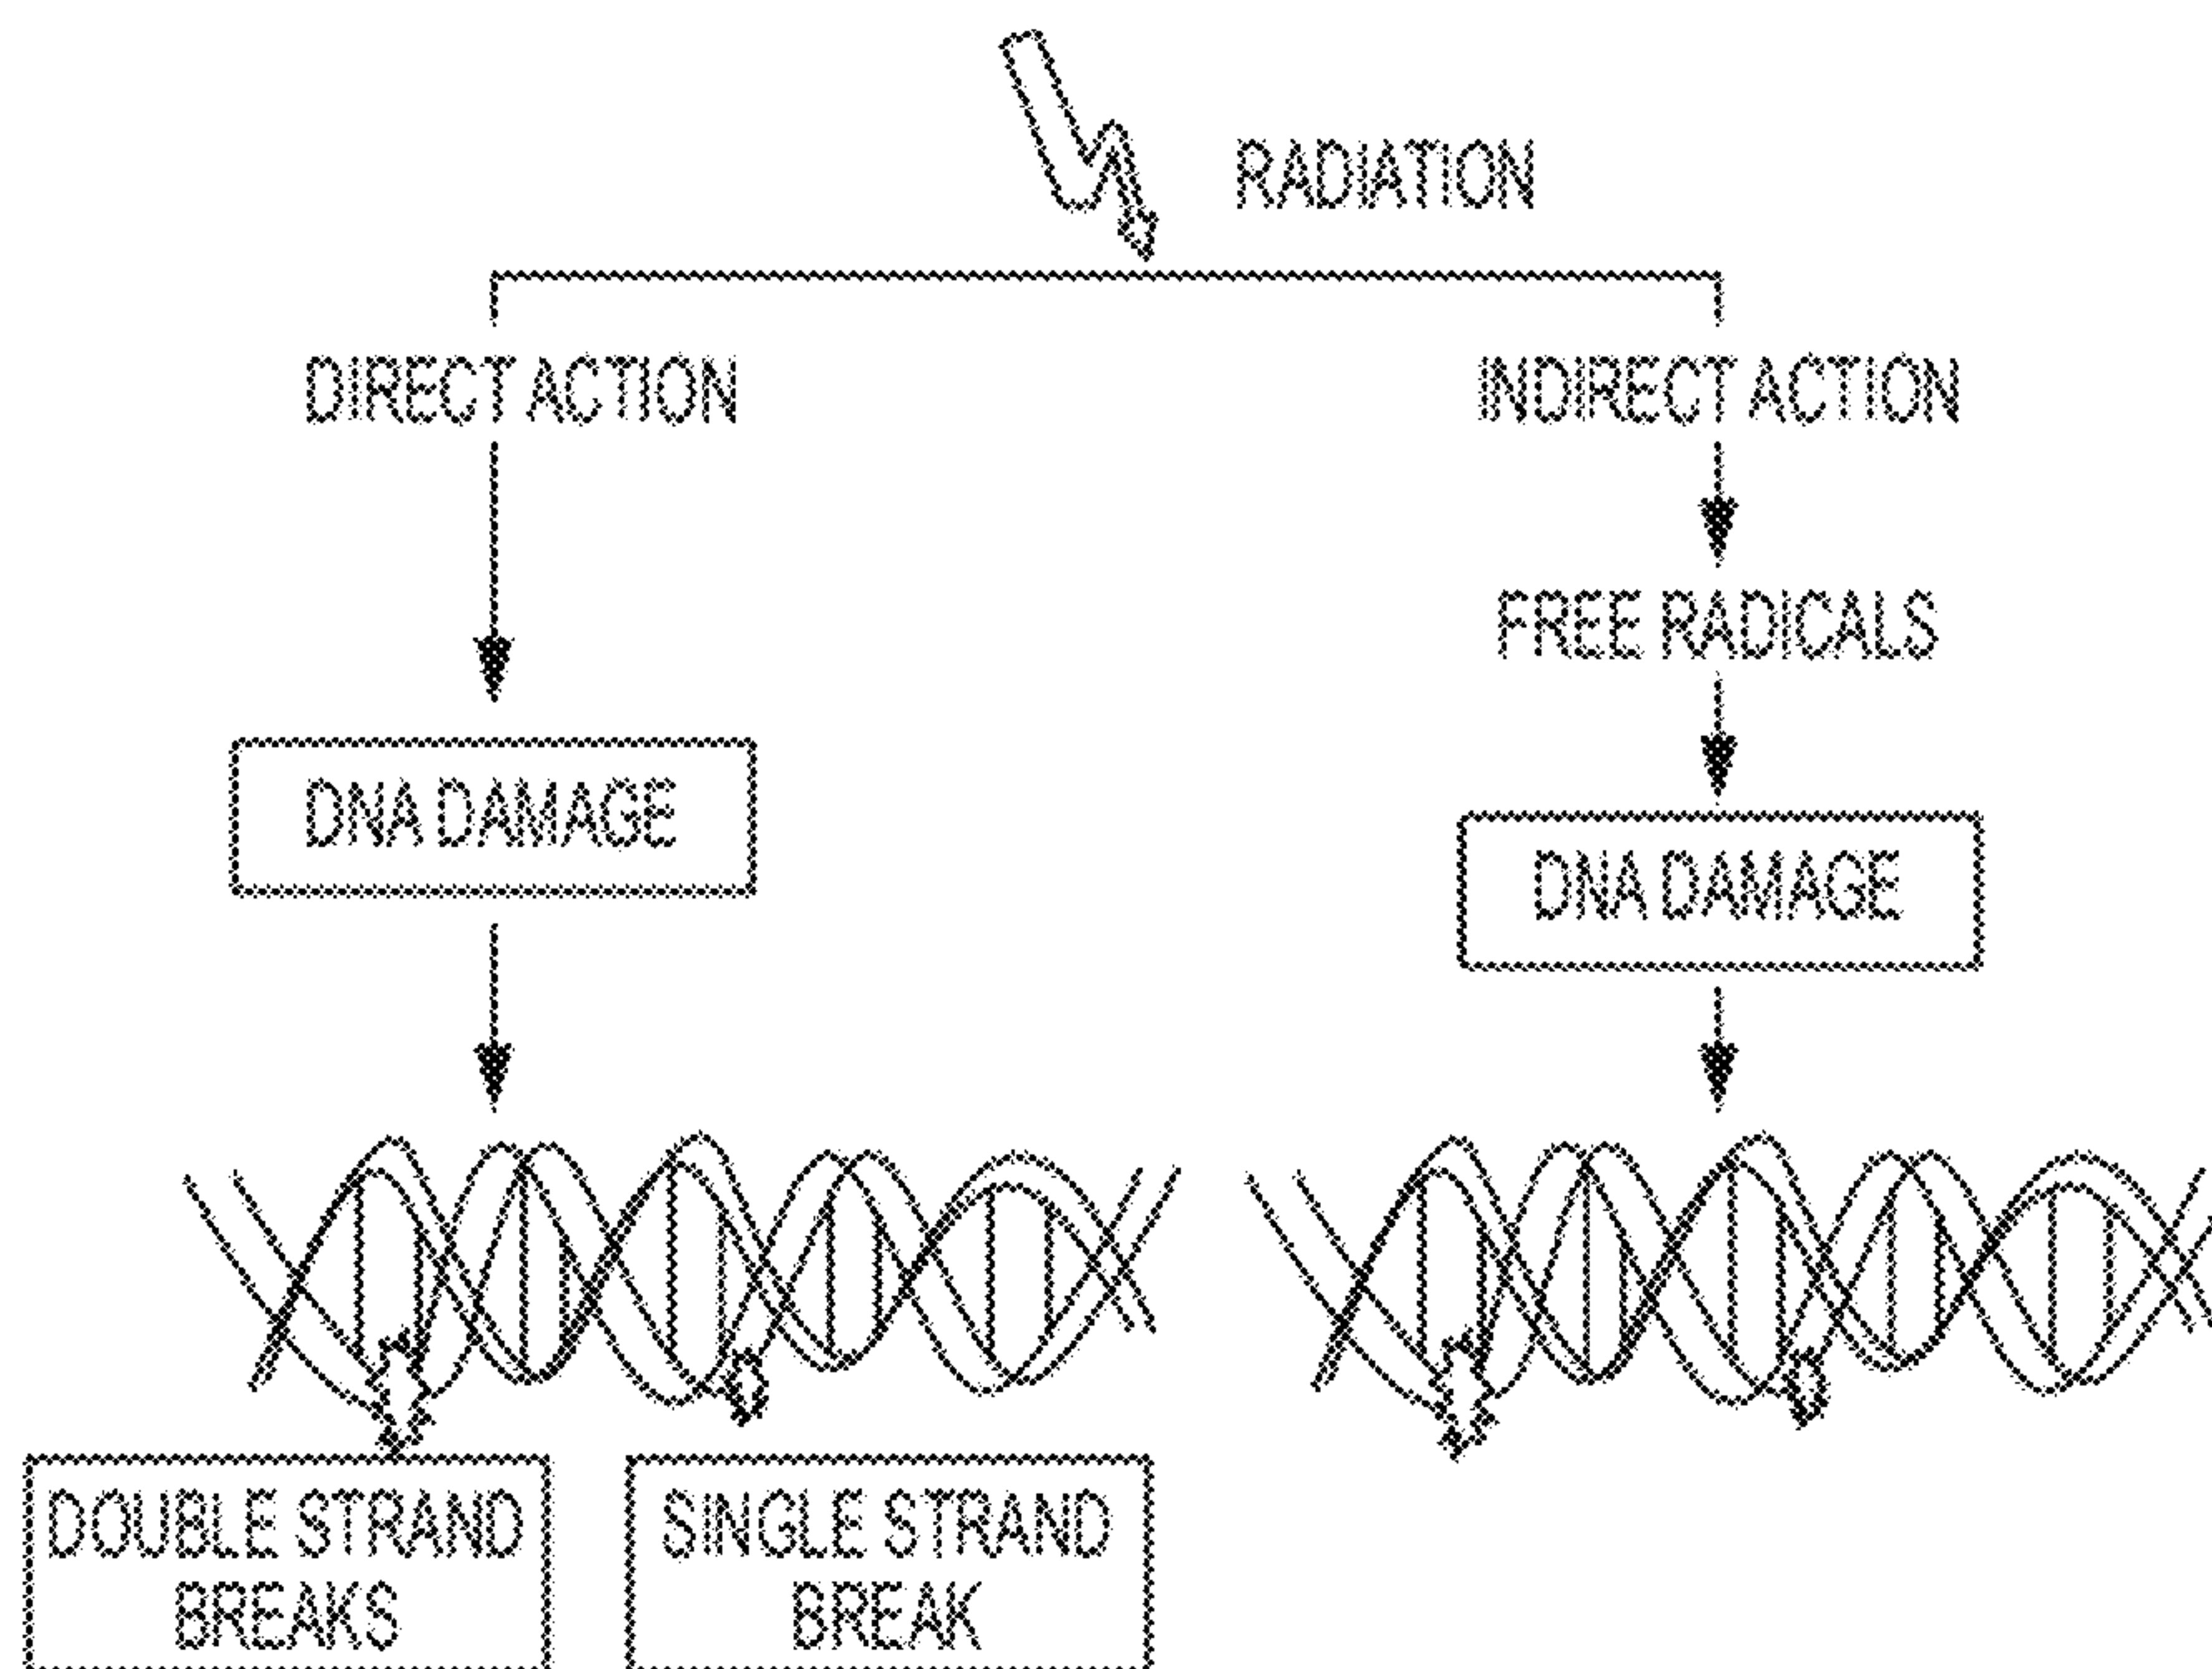 RADIATION
DIRECT ACTION
INDIRECT ACTION
FREE RADICALS
DNA DAMAGE
DNA DAMAGE
DOUBLE STRAND
BREAKS
SINGLE STRAND
BREAK